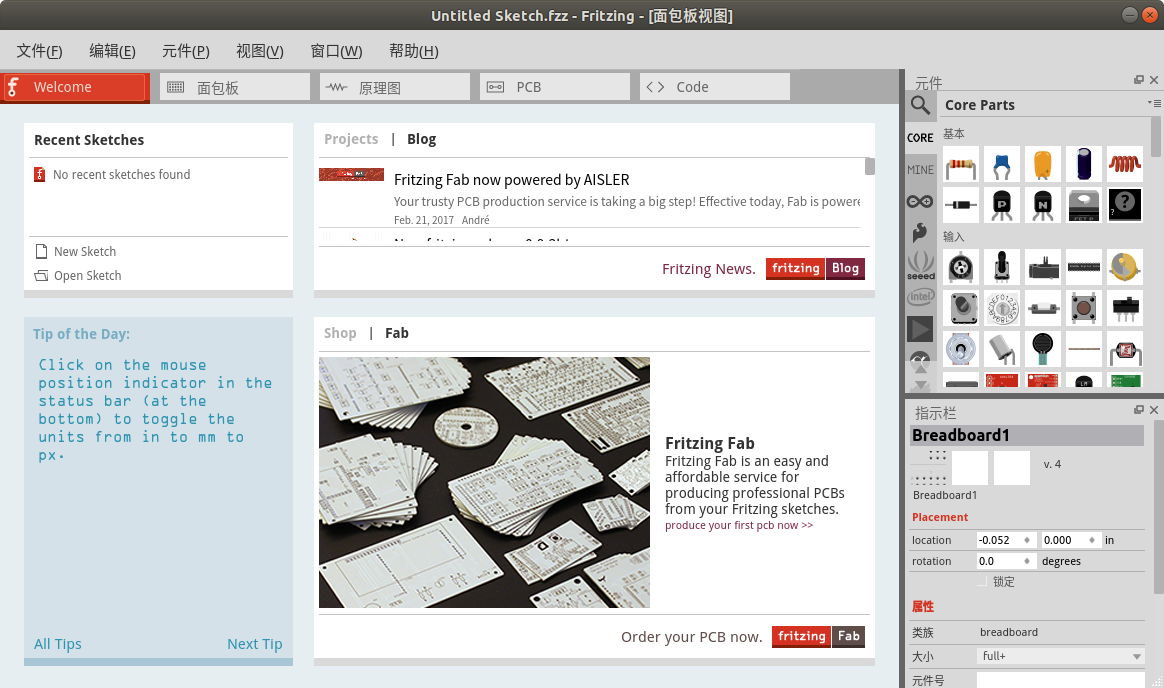 Untitled Sketch.fzz - Fritzing - [面包板视图]
文件(F) 编辑(E) 元件(P) 视图(V) 窗口(W) 帮助(H)
Welcome
面包板
原理图
PCB
Code
Recent Sketches
No recent sketches found
New Sketch
Open Sketch
Projects | Blog
Fritzing Fab now powered by AISLER
Your trusty PCB production service is taking a big step! Effective today, Fab is powere
Feb. 21, 2017 André
Fritzing News. fritzing Blog
Tip of the Day:
Click on the mouse
position indicator in the
status bar (at the
bottom) to toggle the
units from in to mm to
px.
All Tips Next Tip
Shop | Fab
Fritzing Fab
Fritzing Fab is an easy and
affordable service for
producing professional PCBs
from your Fritzing sketches.
produce your first pcb now >>
Order your PCB now. fritzing Fab
元件
Core Parts
CORE
MINE
seeed
intel
基本
P
N
?
?
输入
指示栏
Breadboard1
v. 4
Breadboard1
Placement
location -0.052 0.000 in
rotation 0.0 degrees
锁定
属性
类族 breadboard
大小 full+
元件号